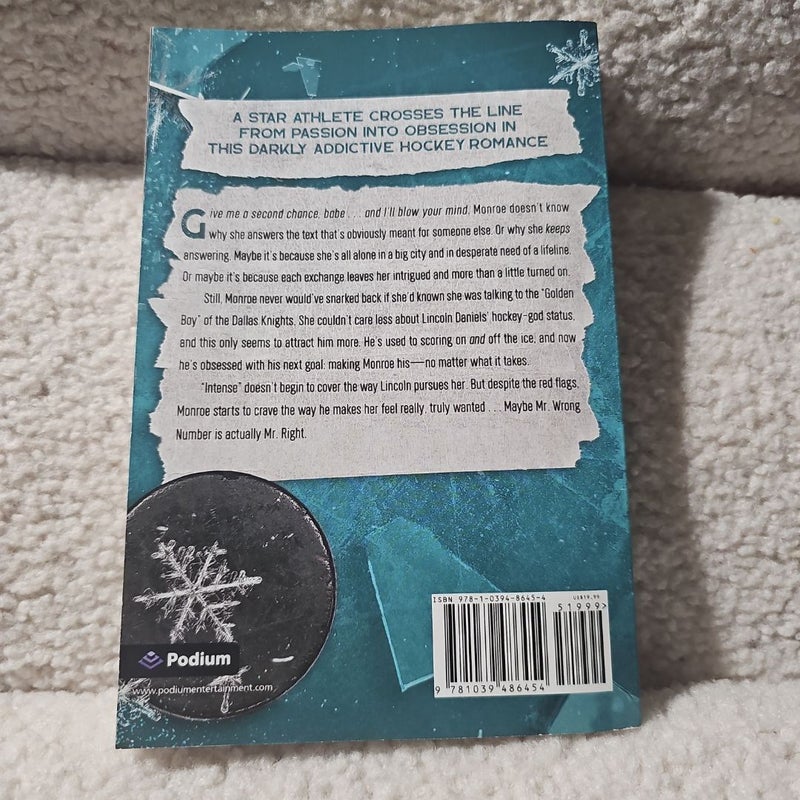 A STAR ATHLETE CROSSES THE LINE
FROM PASSION INTO OBSESSION IN
THIS DARKLY ADDICTIVE HOCKEY ROMANCE
Give me a second chance, babe . . . and I'll blow your mind. Monroe doesn't know
why she answers the text that's obviously meant for someone else. Or why she keeps
answering. Maybe it's because she's all alone in a big city and in desperate need of a lifeline.
Or maybe it's because each exchange leaves her intrigued and more than a little turned on.
Still, Monroe never would've snarked back if she'd known she was talking to the "Golden
Boy" of the Dallas Knights. She couldn't care less about Lincoln Daniels' hockey-god status,
and this only seems to attract him more. He's used to scoring on and off the ice, and now
he's obsessed with his next goal: making Monroe his—no matter what it takes.
"Intense" doesn't begin to cover the way Lincoln pursues her. But despite the red flags,
Monroe starts to crave the way he makes her feel really, truly wanted . . . Maybe Mr. Wrong
Number is actually Mr. Right.
ISBN 978-1-0394-8645-4 US$19.99
51999>
9 781039 486454
Podium
www.podiumentertainment.com